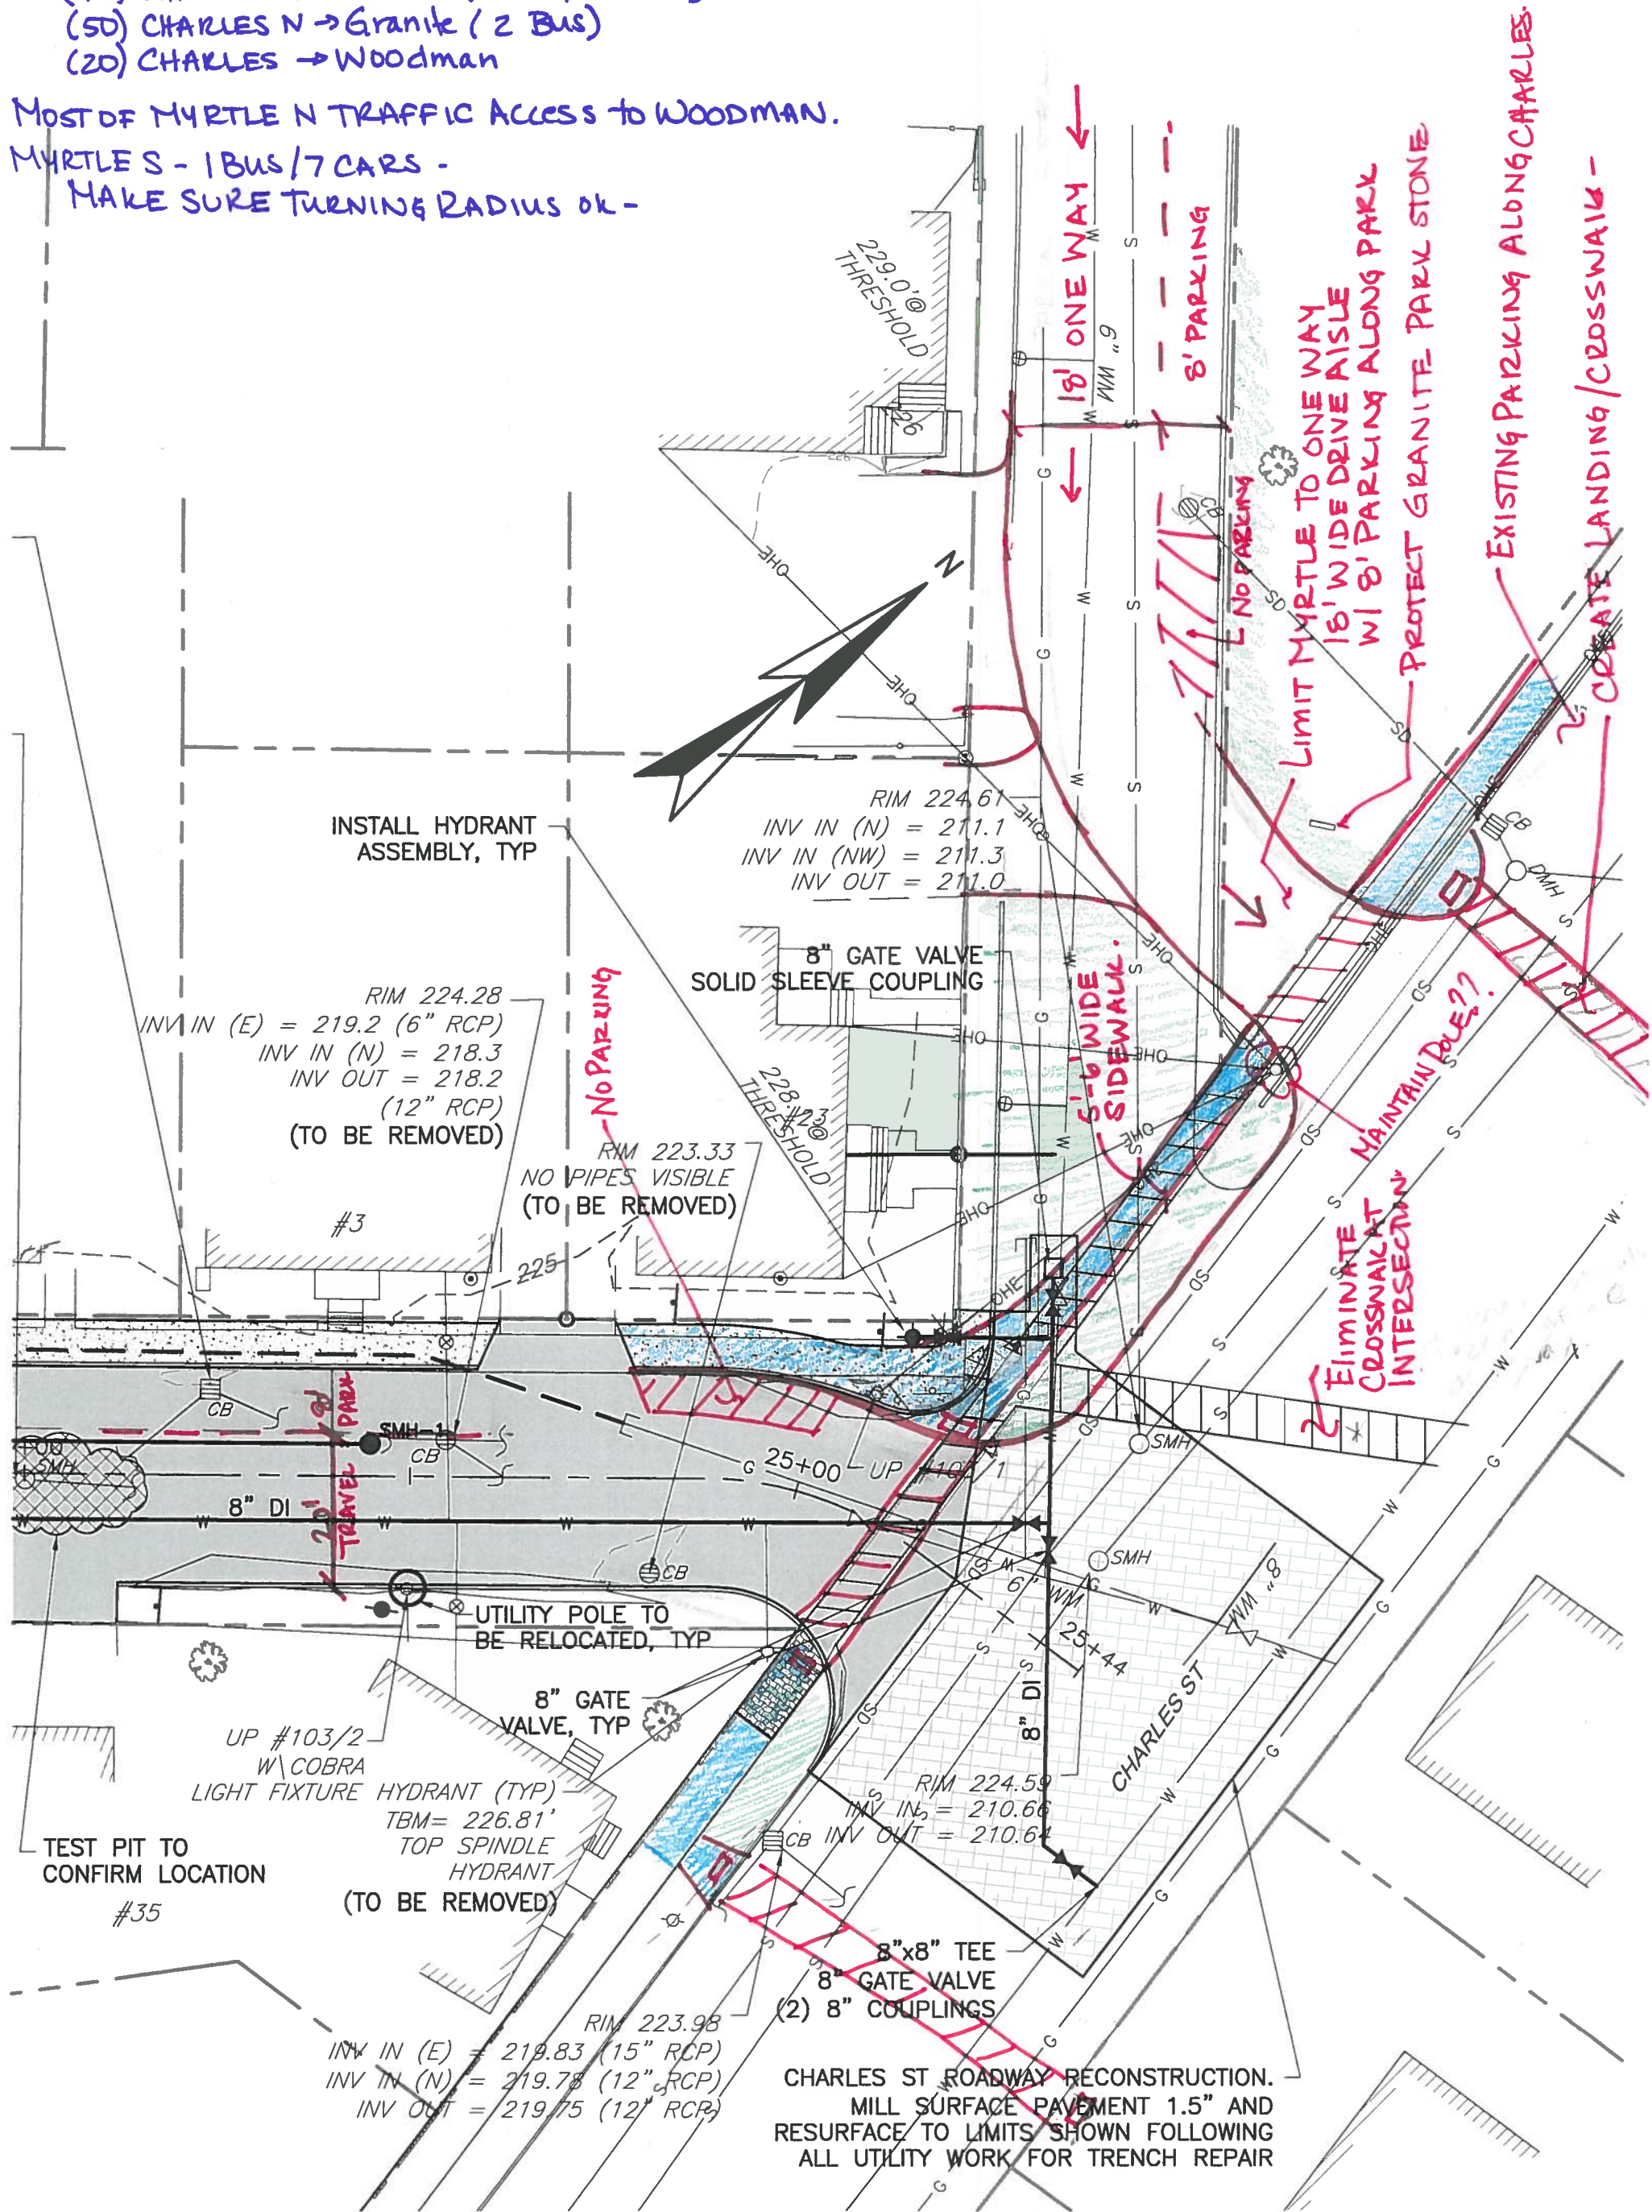 (50) CHARLES N → Granite (2 Bus)
(20) CHARLES → Woodman
MOST OF MYRTLE N TRAFFIC ACCESS to WOODMAN.
MYRTLE S - 1 BUS/7 CARS -
MAKE SURE TURNING RADIUS OK -
229.0'@
THRESHOLD
226
18' ONE WAY
8' PARKING
6" WM
NO PARKING
LIMIT MYRTLE TO ONE WAY
18' WIDE DRIVE AISLE
W/ 8' PARKING ALONG PARK
PROTECT GRANITE PARK STONE
EXISTING PARKING ALONG CHARLES.
CREATE LANDING/CROSSWALK -
N
INSTALL HYDRANT
ASSEMBLY, TYP
RIM 224.61
INV IN (N) = 211.1
INV IN (NW) = 211.3
INV OUT = 211.0
8" GATE VALVE
SOLID SLEEVE COUPLING
RIM 224.28
INV IN (E) = 219.2 (6" RCP)
INV IN (N) = 218.3
INV OUT = 218.2
(12" RCP)
(TO BE REMOVED)
NO PARKING
5'-6' WIDE
SIDEWALK.
MAINTAIN POLE??
228.
#23@
THRESHOLD
RIM 223.33
NO PIPES VISIBLE
(TO BE REMOVED)
#3
225
ELIMINATE
CROSSWALK AT
INTERSECTION
CB
DMH
CB
SMH-1
CB
8' PARK
20' TRAVEL
SMH
8" DI
25+00
UP
SMH
SMH
CB
6" WM
25+44
8" WM
8" DI
CHARLES ST
UTILITY POLE TO
BE RELOCATED, TYP
8" GATE
VALVE, TYP
UP #103/2
W\COBRA
LIGHT FIXTURE
HYDRANT (TYP)
TBM= 226.81'
TOP SPINDLE
HYDRANT
(TO BE REMOVED)
TEST PIT TO
CONFIRM LOCATION
#35
RIM 224.59
INV IN = 210.66
INV OUT = 210.64
CB
8"x8" TEE
8" GATE VALVE
(2) 8" COUPLINGS
RIM 223.98
INV IN (E) = 219.83 (15" RCP)
INV IN (N) = 219.78 (12" RCP)
INV OUT = 219.75 (12" RCP)
CHARLES ST ROADWAY RECONSTRUCTION.
MILL SURFACE PAVEMENT 1.5" AND
RESURFACE TO LIMITS SHOWN FOLLOWING
ALL UTILITY WORK FOR TRENCH REPAIR